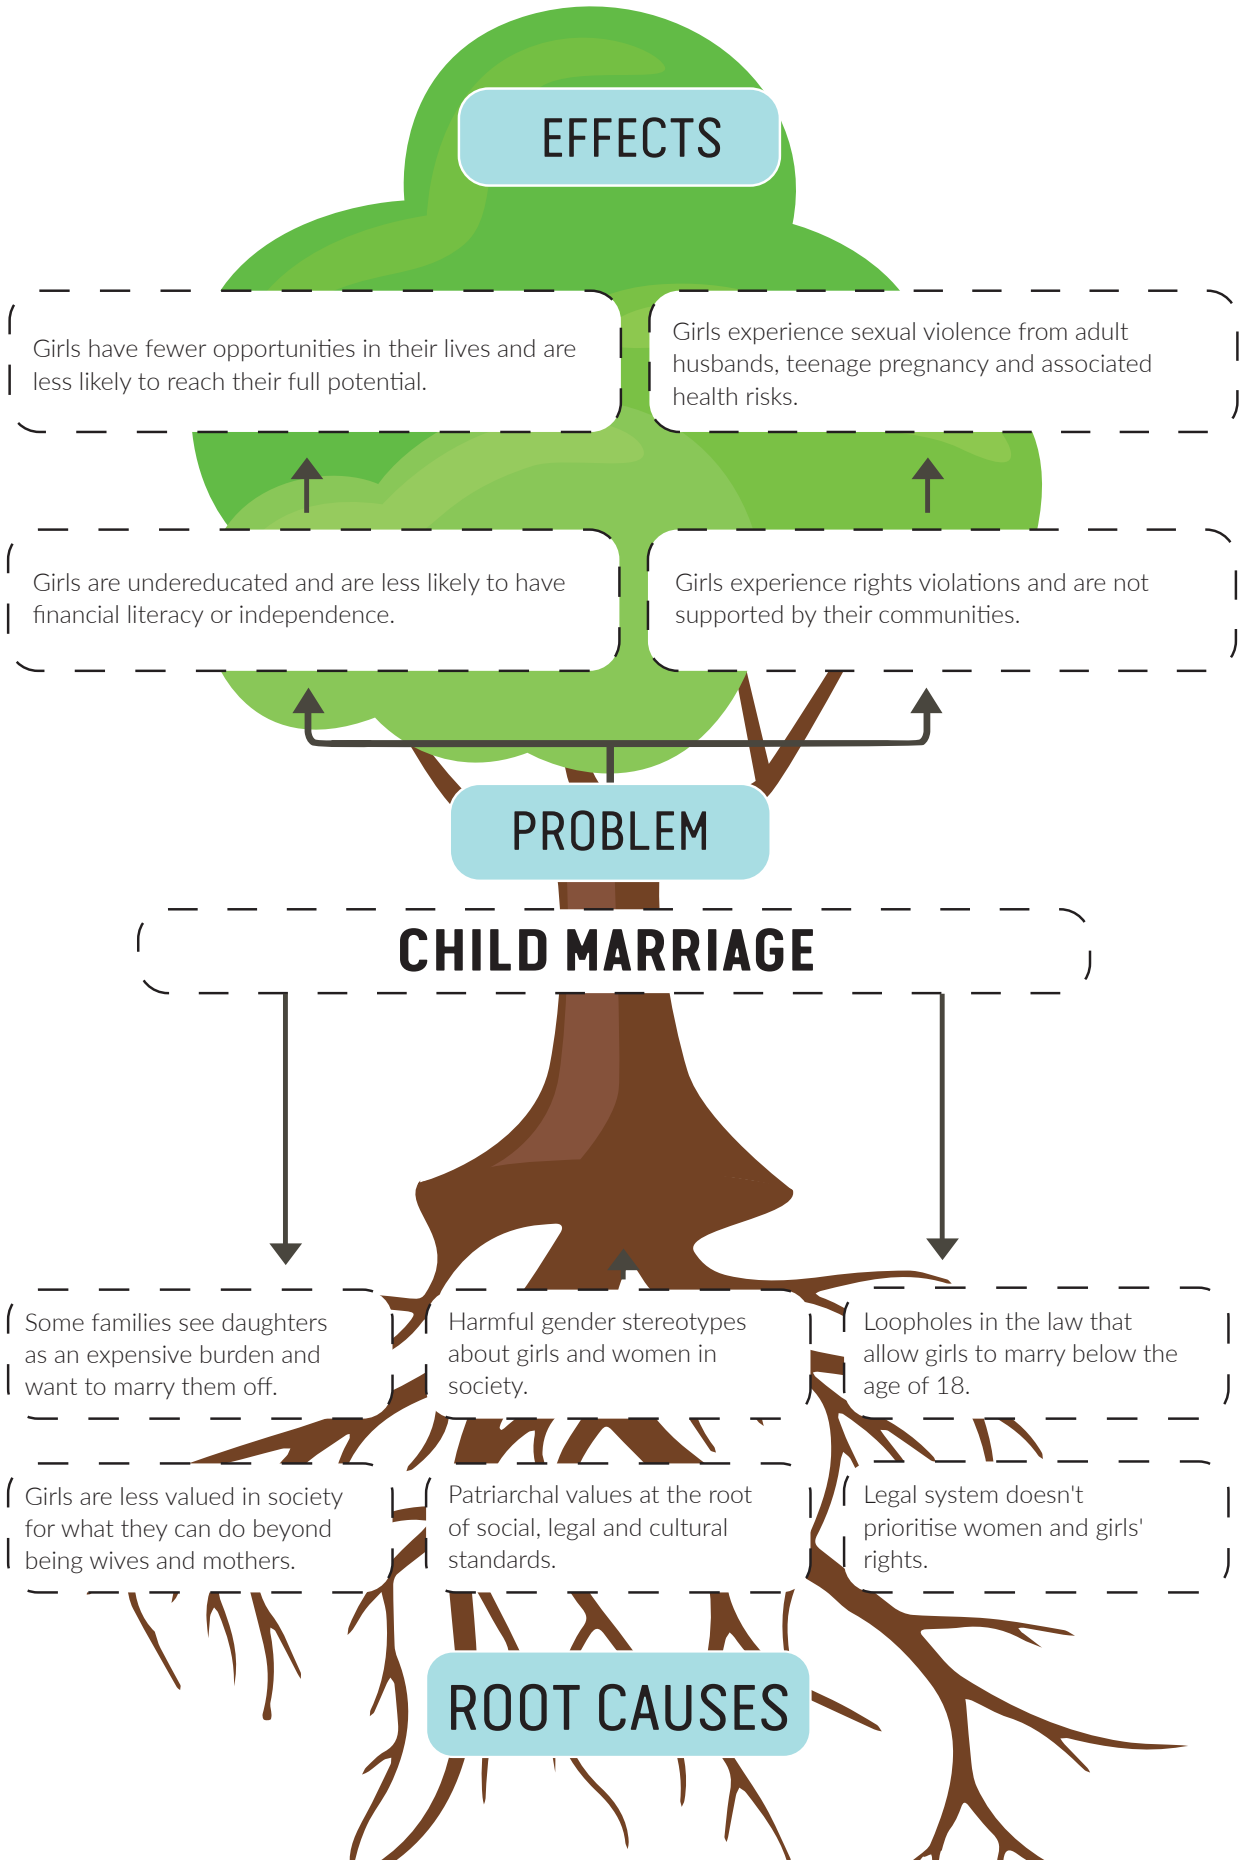 EFFECTS
Girls have fewer opportunities in their lives and are
less likely to reach their full potential.
Girls experience sexual violence from adult
husbands, teenage pregnancy and associated
health risks.
Girls are undereducated and are less likely to have
financial literacy or independence.
Girls experience rights violations and are not
supported by their communities.
PROBLEM
CHILD MARRIAGE
Some families see daughters
as an expensive burden and
want to marry them off.
Harmful gender stereotypes
about girls and women in
society.
Loopholes in the law that
allow girls to marry below the
age of 18.
Girls are less valued in society
for what they can do beyond
being wives and mothers.
Patriarchal values at the root
of social, legal and cultural
standards.
Legal system doesn't
prioritise women and girls'
rights.
ROOT CAUSES